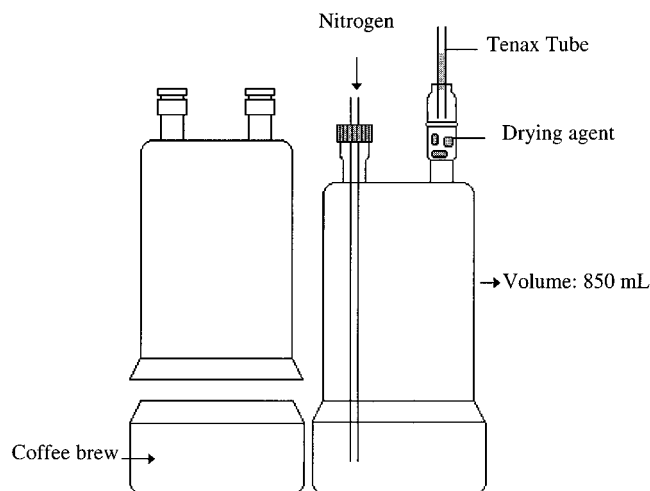 Nitrogen
Tenax Tube
Drying agent
Volume: 850 mL
Coffee brew